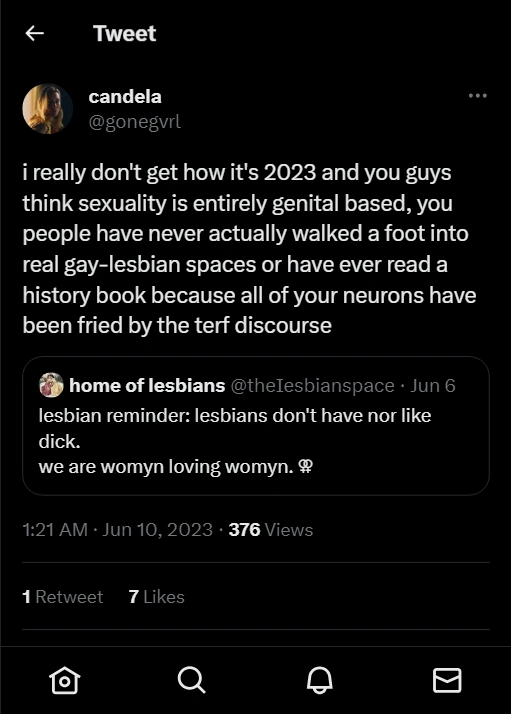 Tweet
candela
@gonegvrl
i really don't get how it's 2023 and you guys
think sexuality is entirely genital based, you
people have never actually walked a foot into
real gay-lesbian spaces or have ever read a
history book because all of your neurons have
been fried by the terf discourse
home of lesbians @theIesbianspace · Jun 6
lesbian reminder: lesbians don't have nor like
dick.
we are womyn loving womyn. ⚢
1:21 AM · Jun 10, 2023 · 376 Views
1 Retweet 7 Likes